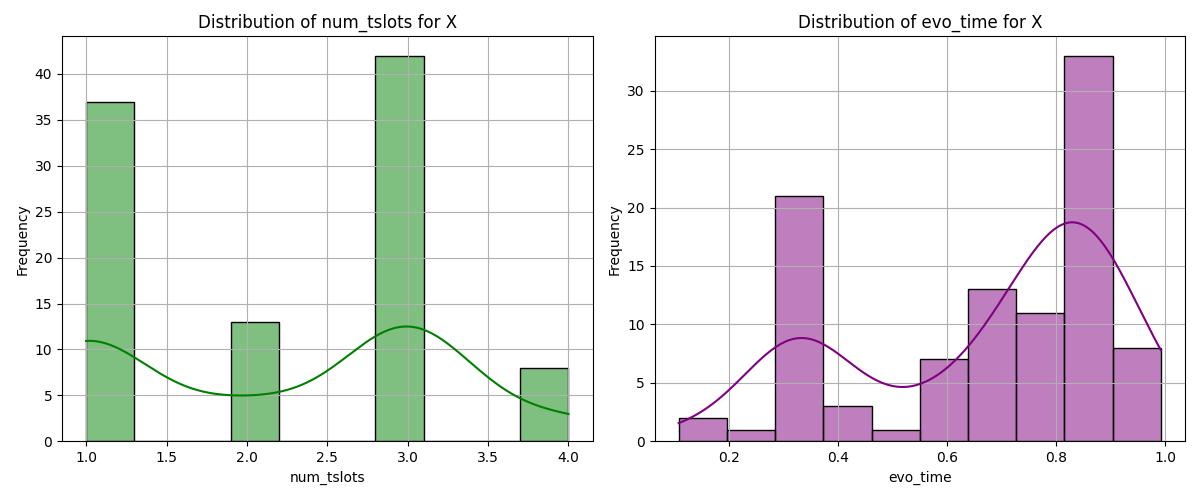 Distribution of num_tslots for X
Frequency
40
35
30
25
20
15
10
5
0
1.0 1.5 2.0 2.5 3.0 3.5 4.0
num_tslots
Distribution of evo_time for X
Frequency
30
25
20
15
10
5
0
0.2 0.4 0.6 0.8 1.0
evo_time